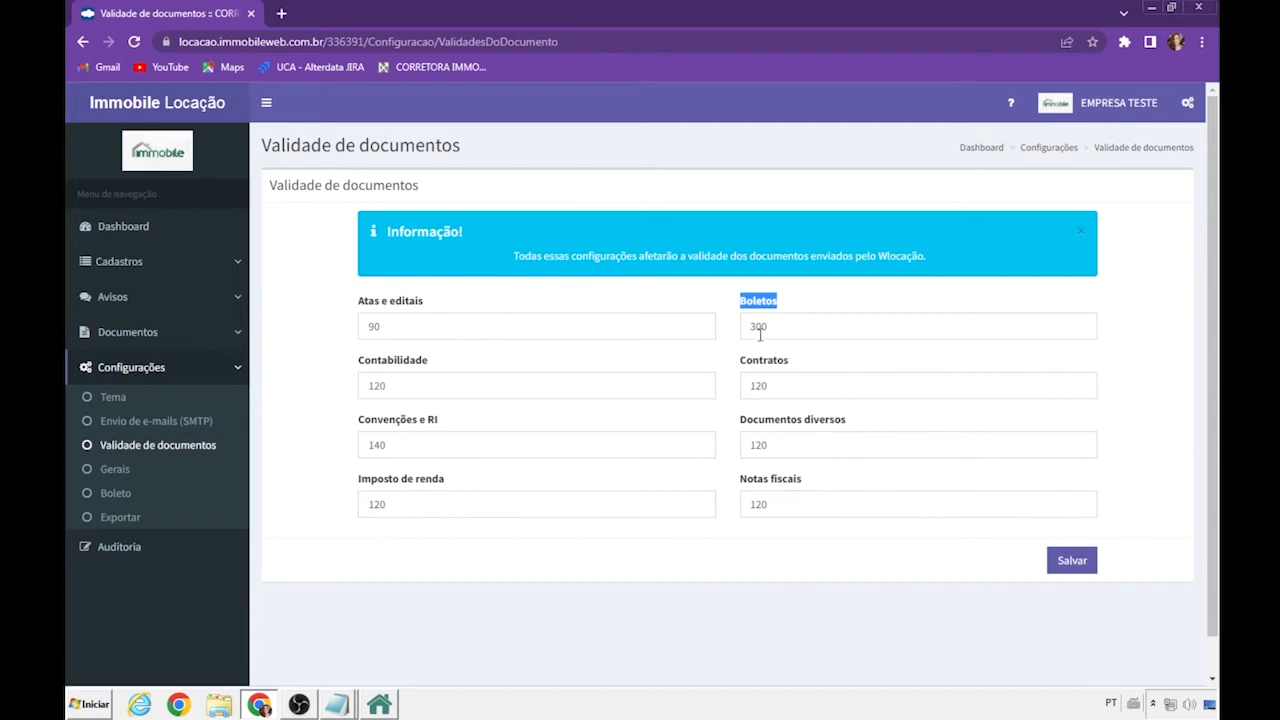 Validade de documentos :: COR
locacao.immobileweb.com.br/336391/Configuracao/ValidadesDoDocumento
Gmail
YouTube
Maps
UCA - Alterdata JIRA
CORRETORA IMMO...
Immobile Locação
? immobile EMPRESA TESTE
immobile
Menu de navegação
Dashboard
Cadastros
Avisos
Documentos
Configurações
Tema
Envio de e-mails (SMTP)
Validade de documentos
Gerais
Boleto
Exportar
Auditoria
Validade de documentos
Dashboard > Configurações > Validade de documentos
Validade de documentos
Informação! ×
Todas essas configurações afetarão a validade dos documentos enviados pelo Wlocação.
Atas e editais
90
Boletos
300
Contabilidade
120
Contratos
120
Convenções e RI
140
Documentos diversos
120
Imposto de renda
120
Notas fiscais
120
Salvar
Iniciar
PT